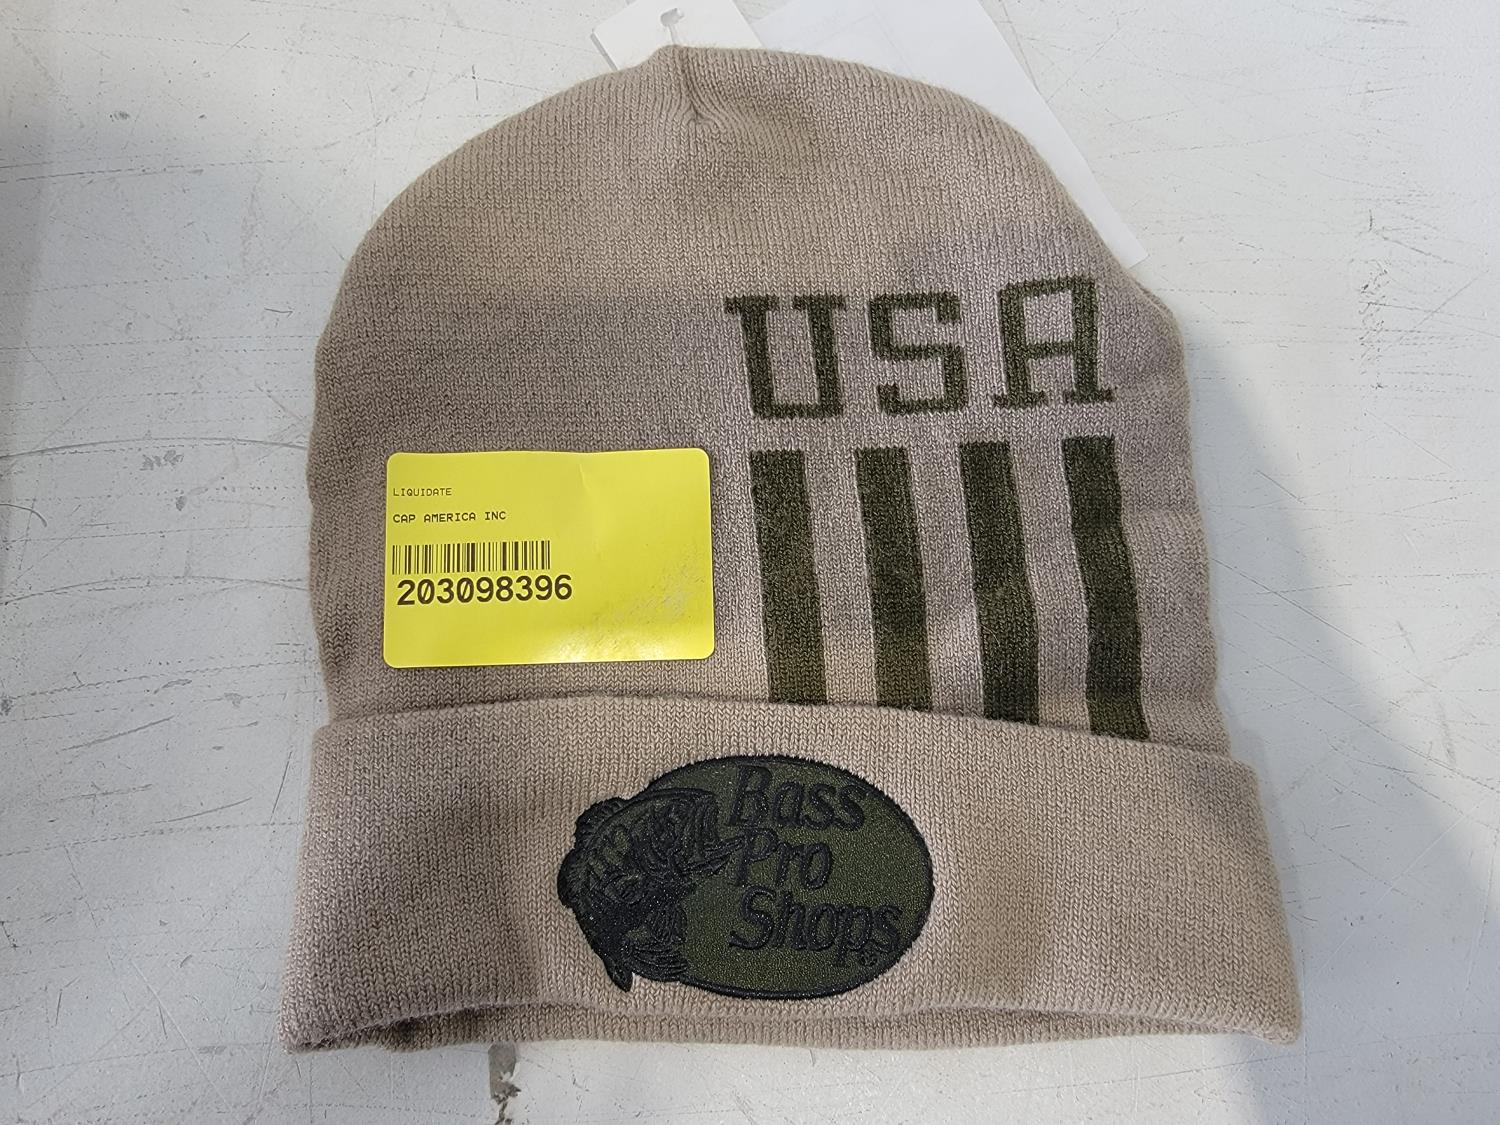 USA
LIQUIDATE
CAP AMERICA INC
203098396
Bass
Pro
Shops